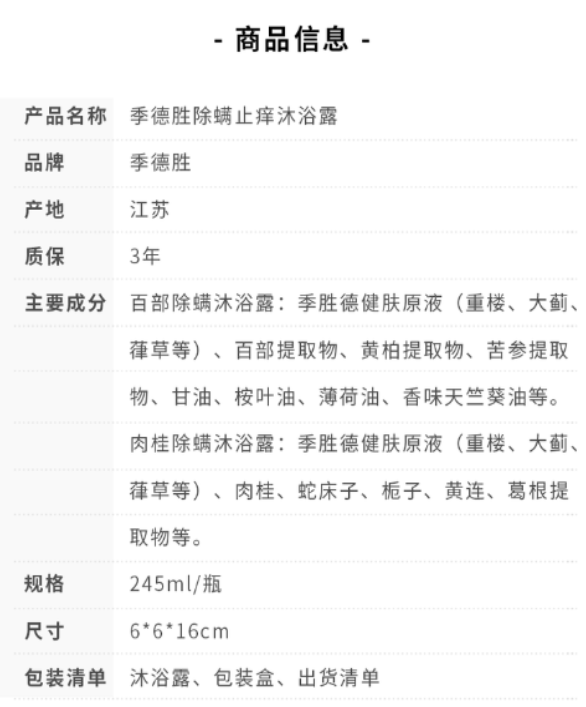 - 商品信息 -
产品名称 季德胜除螨止痒沐浴露
品牌 季德胜
产地 江苏
质保 3年
主要成分 百部除螨沐浴露：季胜德健肤原液（重楼、大蓟、
葎草等）、百部提取物、黄柏提取物、苦参提取
物、甘油、桉叶油、薄荷油、香味天竺葵油等。
肉桂除螨沐浴露：季胜德健肤原液（重楼、大蓟、
葎草等）、肉桂、蛇床子、栀子、黄连、葛根提
取物等。
规格 245ml/瓶
尺寸 6*6*16cm
包装清单 沐浴露、包装盒、出货清单